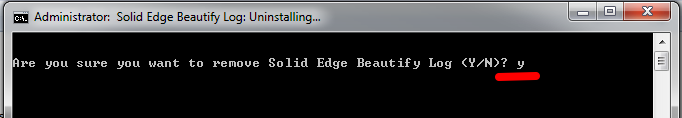 Administrator: Solid Edge Beautify Log: Uninstalling...
Are you sure you want to remove Solid Edge Beautify Log (Y/N)? y